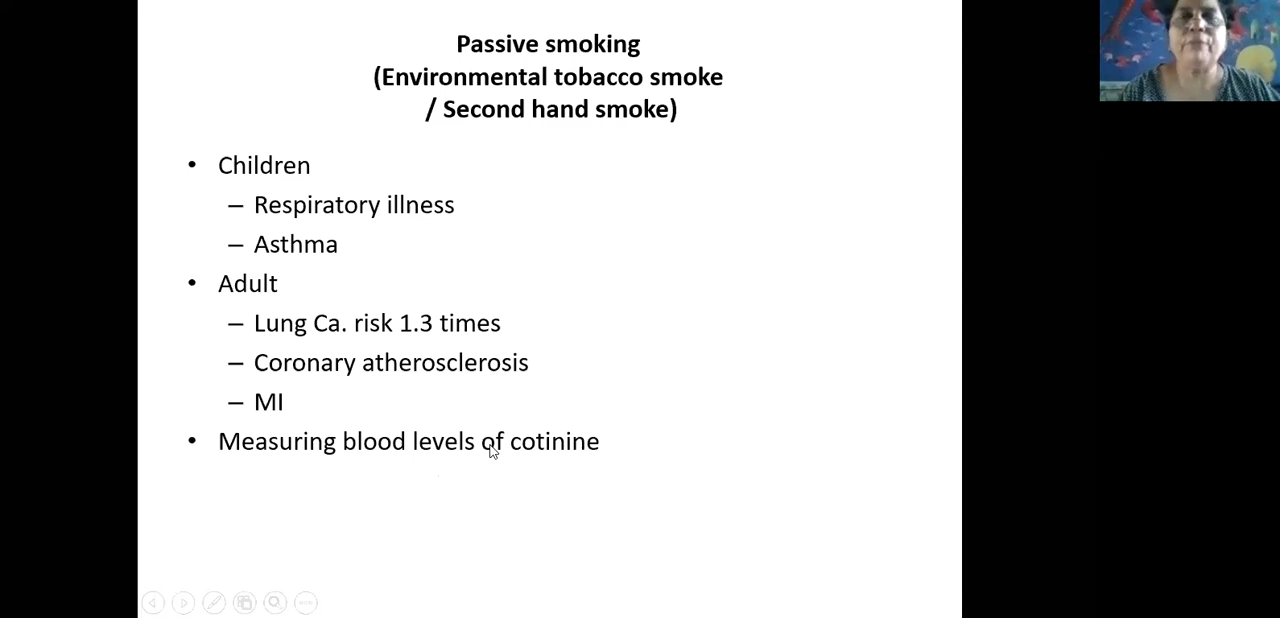 Passive smoking
(Environmental tobacco smoke
/ Second hand smoke)
• Children
– Respiratory illness
– Asthma
• Adult
– Lung Ca. risk 1.3 times
– Coronary atherosclerosis
– MI
• Measuring blood levels of cotinine